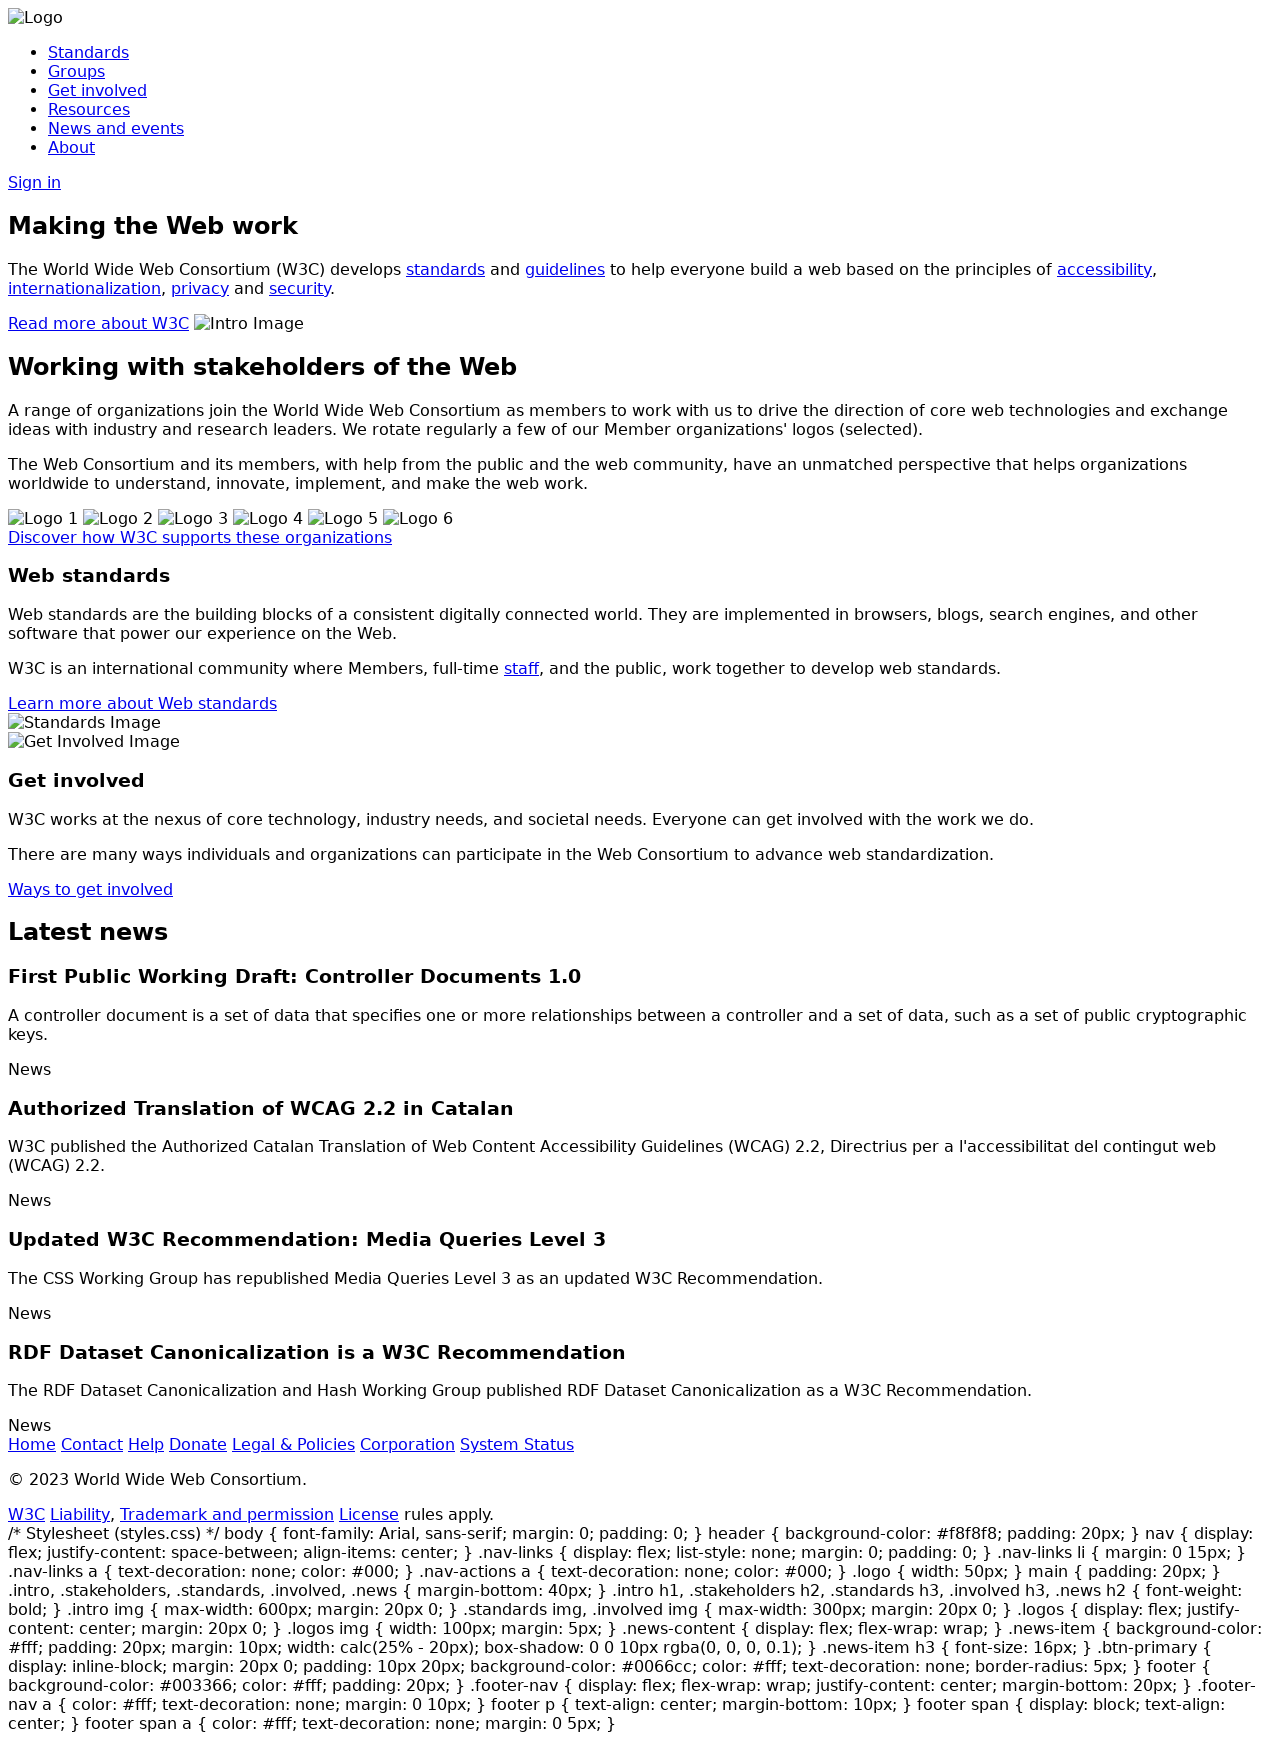 Logo
Standards
Groups
Get involved
Resources
News and events
About
Sign in
Making the Web work
The World Wide Web Consortium (W3C) develops standards and guidelines to help everyone build a web based on the principles of accessibility,
internationalization, privacy and security.
Read more about W3C Intro Image
Working with stakeholders of the Web
A range of organizations join the World Wide Web Consortium as members to work with us to drive the direction of core web technologies and exchange
ideas with industry and research leaders. We rotate regularly a few of our Member organizations' logos (selected).
The Web Consortium and its members, with help from the public and the web community, have an unmatched perspective that helps organizations
worldwide to understand, innovate, implement, and make the web work.
Logo 1 Logo 2 Logo 3 Logo 4 Logo 5 Logo 6
Discover how W3C supports these organizations
Web standards
Web standards are the building blocks of a consistent digitally connected world. They are implemented in browsers, blogs, search engines, and other
software that power our experience on the Web.
W3C is an international community where Members, full-time staff, and the public, work together to develop web standards.
Learn more about Web standards
Standards Image
Get Involved Image
Get involved
W3C works at the nexus of core technology, industry needs, and societal needs. Everyone can get involved with the work we do.
There are many ways individuals and organizations can participate in the Web Consortium to advance web standardization.
Ways to get involved
Latest news
First Public Working Draft: Controller Documents 1.0
A controller document is a set of data that specifies one or more relationships between a controller and a set of data, such as a set of public cryptographic
keys.
News
Authorized Translation of WCAG 2.2 in Catalan
W3C published the Authorized Catalan Translation of Web Content Accessibility Guidelines (WCAG) 2.2, Directrius per a l'accessibilitat del contingut web
(WCAG) 2.2.
News
Updated W3C Recommendation: Media Queries Level 3
The CSS Working Group has republished Media Queries Level 3 as an updated W3C Recommendation.
News
RDF Dataset Canonicalization is a W3C Recommendation
The RDF Dataset Canonicalization and Hash Working Group published RDF Dataset Canonicalization as a W3C Recommendation.
News
Home Contact Help Donate Legal & Policies Corporation System Status
© 2023 World Wide Web Consortium.
W3C Liability, Trademark and permission License rules apply.
/* Stylesheet (styles.css) */ body { font-family: Arial, sans-serif; margin: 0; padding: 0; } header { background-color: #f8f8f8; padding: 20px; } nav { display:
flex; justify-content: space-between; align-items: center; } .nav-links { display: flex; list-style: none; margin: 0; padding: 0; } .nav-links li { margin: 0 15px; }
.nav-links a { text-decoration: none; color: #000; } .nav-actions a { text-decoration: none; color: #000; } .logo { width: 50px; } main { padding: 20px; }
.intro, .stakeholders, .standards, .involved, .news { margin-bottom: 40px; } .intro h1, .stakeholders h2, .standards h3, .involved h3, .news h2 { font-weight:
bold; } .intro img { max-width: 600px; margin: 20px 0; } .standards img, .involved img { max-width: 300px; margin: 20px 0; } .logos { display: flex; justify-
content: center; margin: 20px 0; } .logos img { width: 100px; margin: 5px; } .news-content { display: flex; flex-wrap: wrap; } .news-item { background-color:
#fff; padding: 20px; margin: 10px; width: calc(25% - 20px); box-shadow: 0 0 10px rgba(0, 0, 0, 0.1); } .news-item h3 { font-size: 16px; } .btn-primary {
display: inline-block; margin: 20px 0; padding: 10px 20px; background-color: #0066cc; color: #fff; text-decoration: none; border-radius: 5px; } footer {
background-color: #003366; color: #fff; padding: 20px; } .footer-nav { display: flex; flex-wrap: wrap; justify-content: center; margin-bottom: 20px; } .footer-
nav a { color: #fff; text-decoration: none; margin: 0 10px; } footer p { text-align: center; margin-bottom: 10px; } footer span { display: block; text-align:
center; } footer span a { color: #fff; text-decoration: none; margin: 0 5px; }